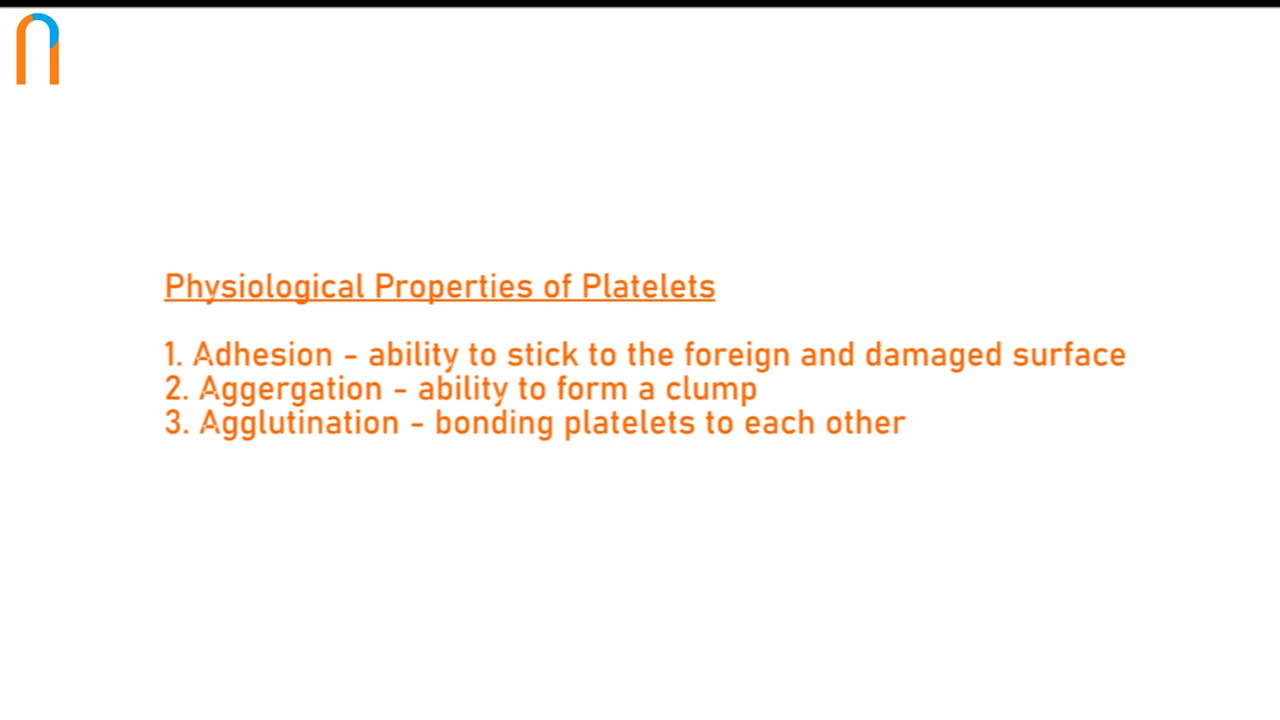 Physiological Properties of Platelets
1. Adhesion - ability to stick to the foreign and damaged surface
2. Aggergation - ability to form a clump
3. Agglutination - bonding platelets to each other